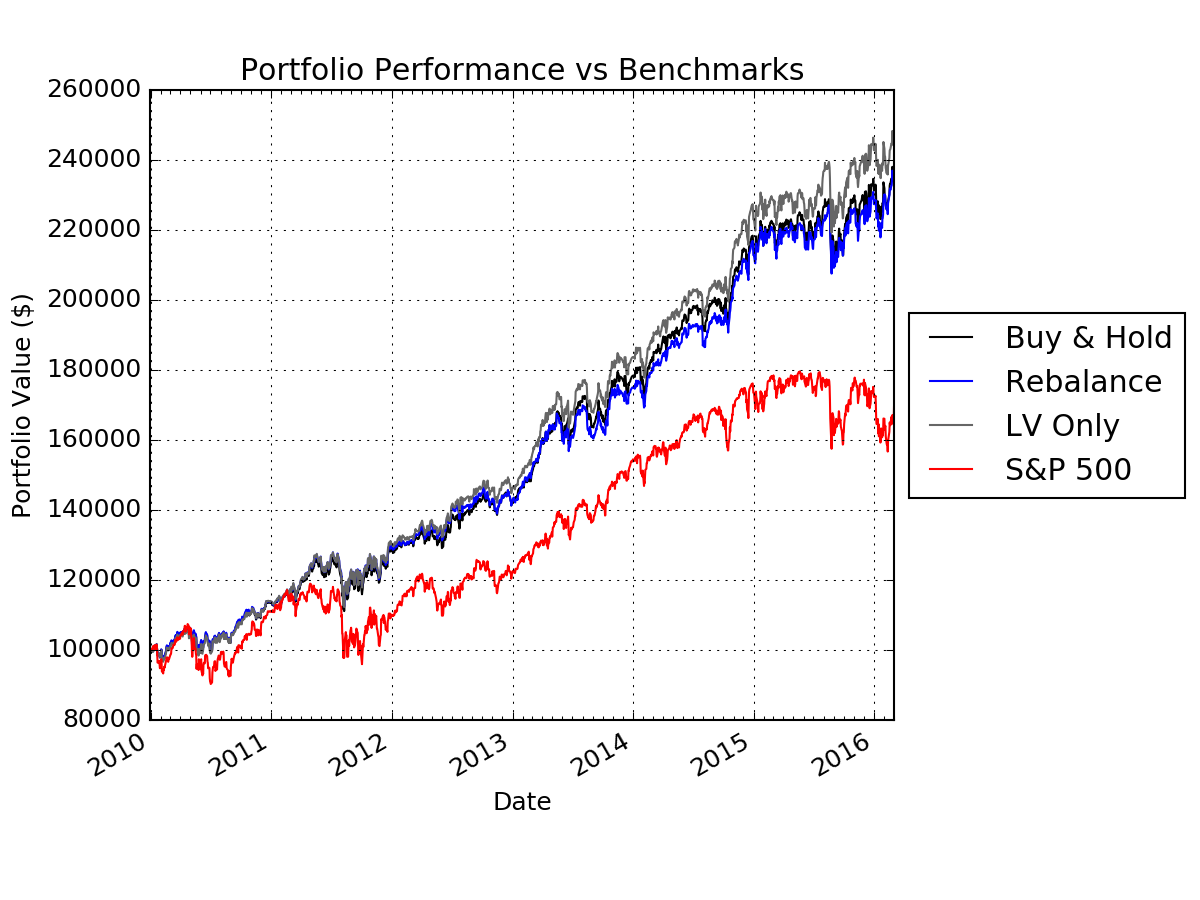 Portfolio Performance vs Benchmarks
260000
240000
220000
200000
180000
160000
140000
120000
100000
80000
Portfolio Value ($)
2010
2011
2012
2013
2014
2015
2016
Date
Buy & Hold
Rebalance
LV Only
S&P 500